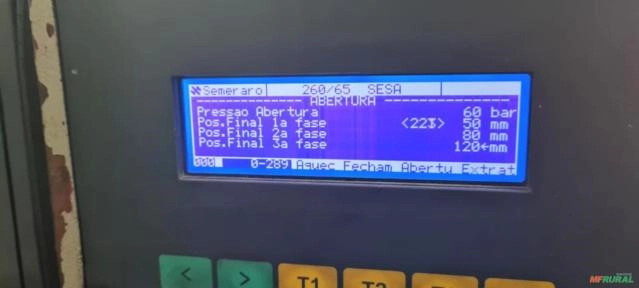 Semeraro 260/65 SESA
ABERTURA
Pressao Abertura 60 bar
Pos.Final 1a fase 50 mm
Pos.Final 2a fase 80 mm
Pos.Final 3a fase 120←mm
000 0-289 Aquec Fecham Abertu Extrat
< > T1
MFRURAL